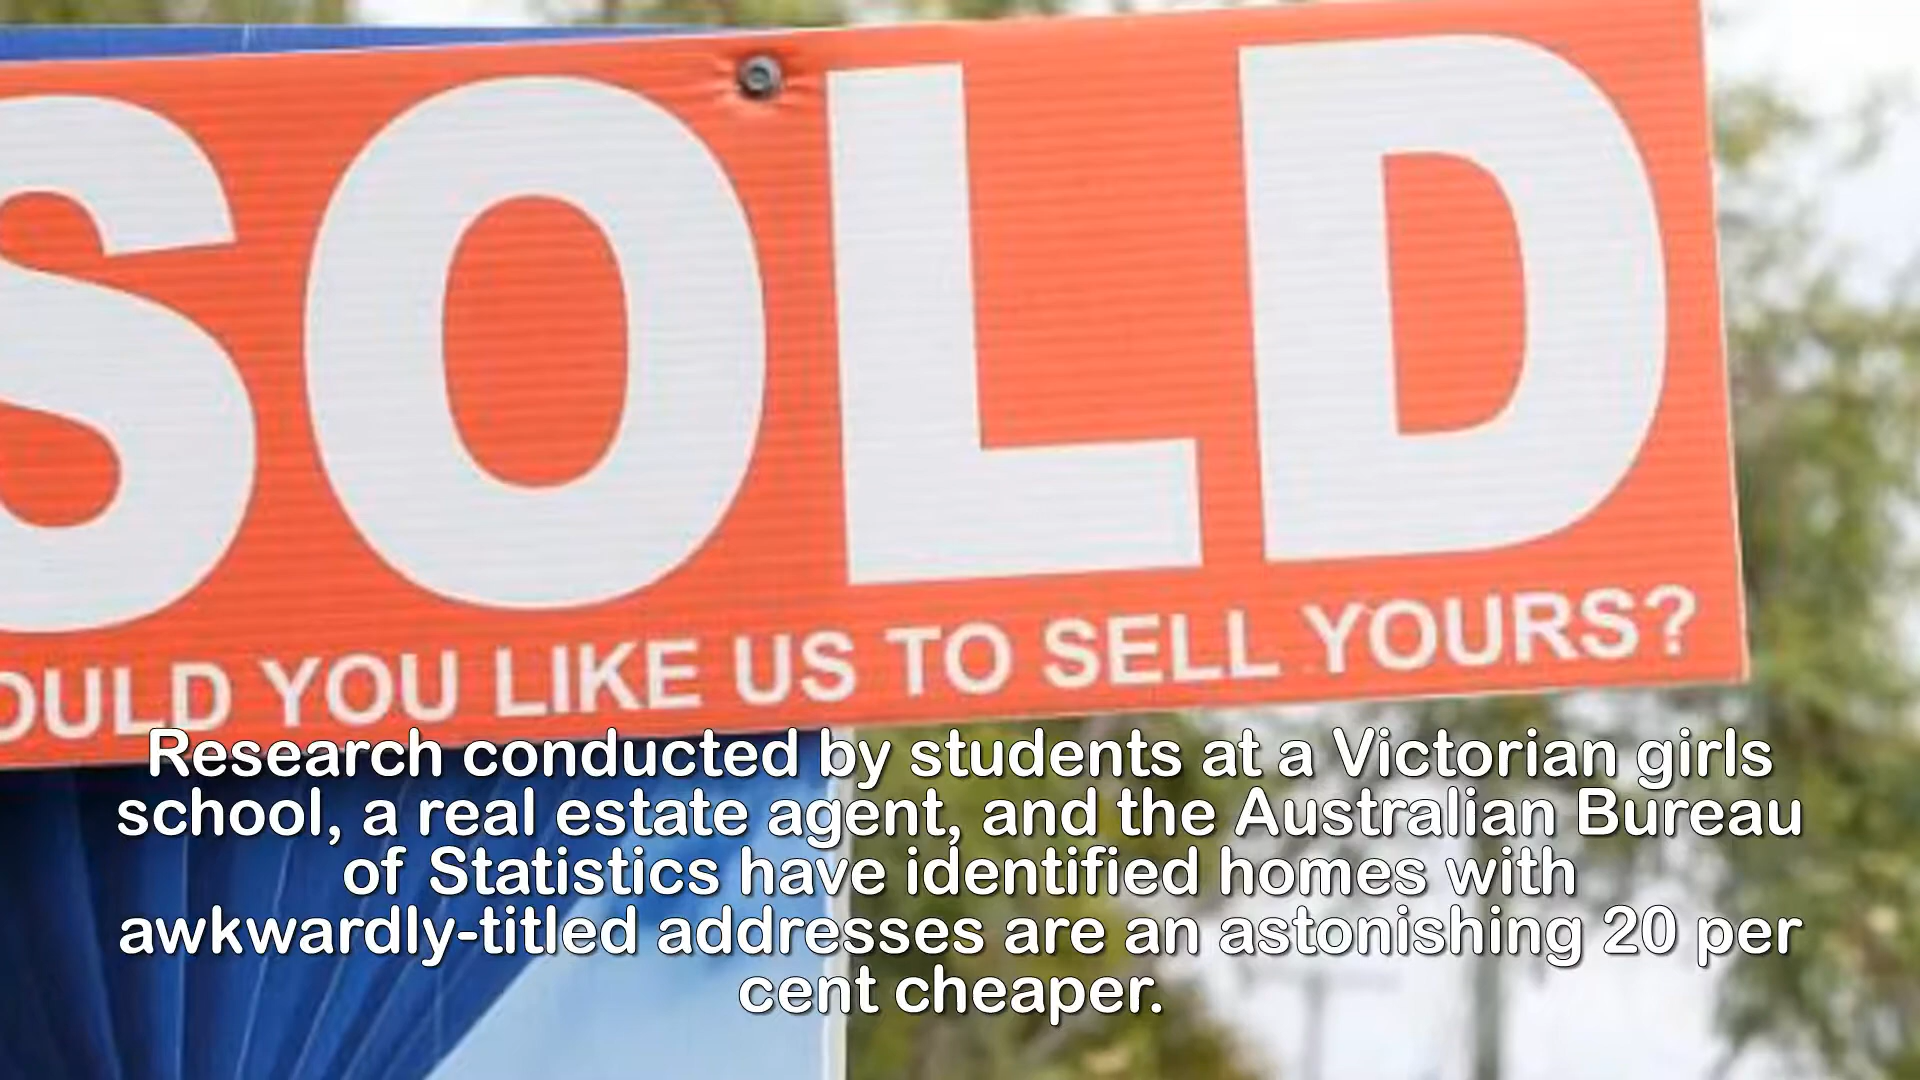 SOLD
OULD YOU LIKE US TO SELL YOURS?
Research conducted by students at a Victorian girls
school, a real estate agent, and the Australian Bureau
of Statistics have identified homes with
awkwardly-titled addresses are an astonishing 20 per
cent cheaper.